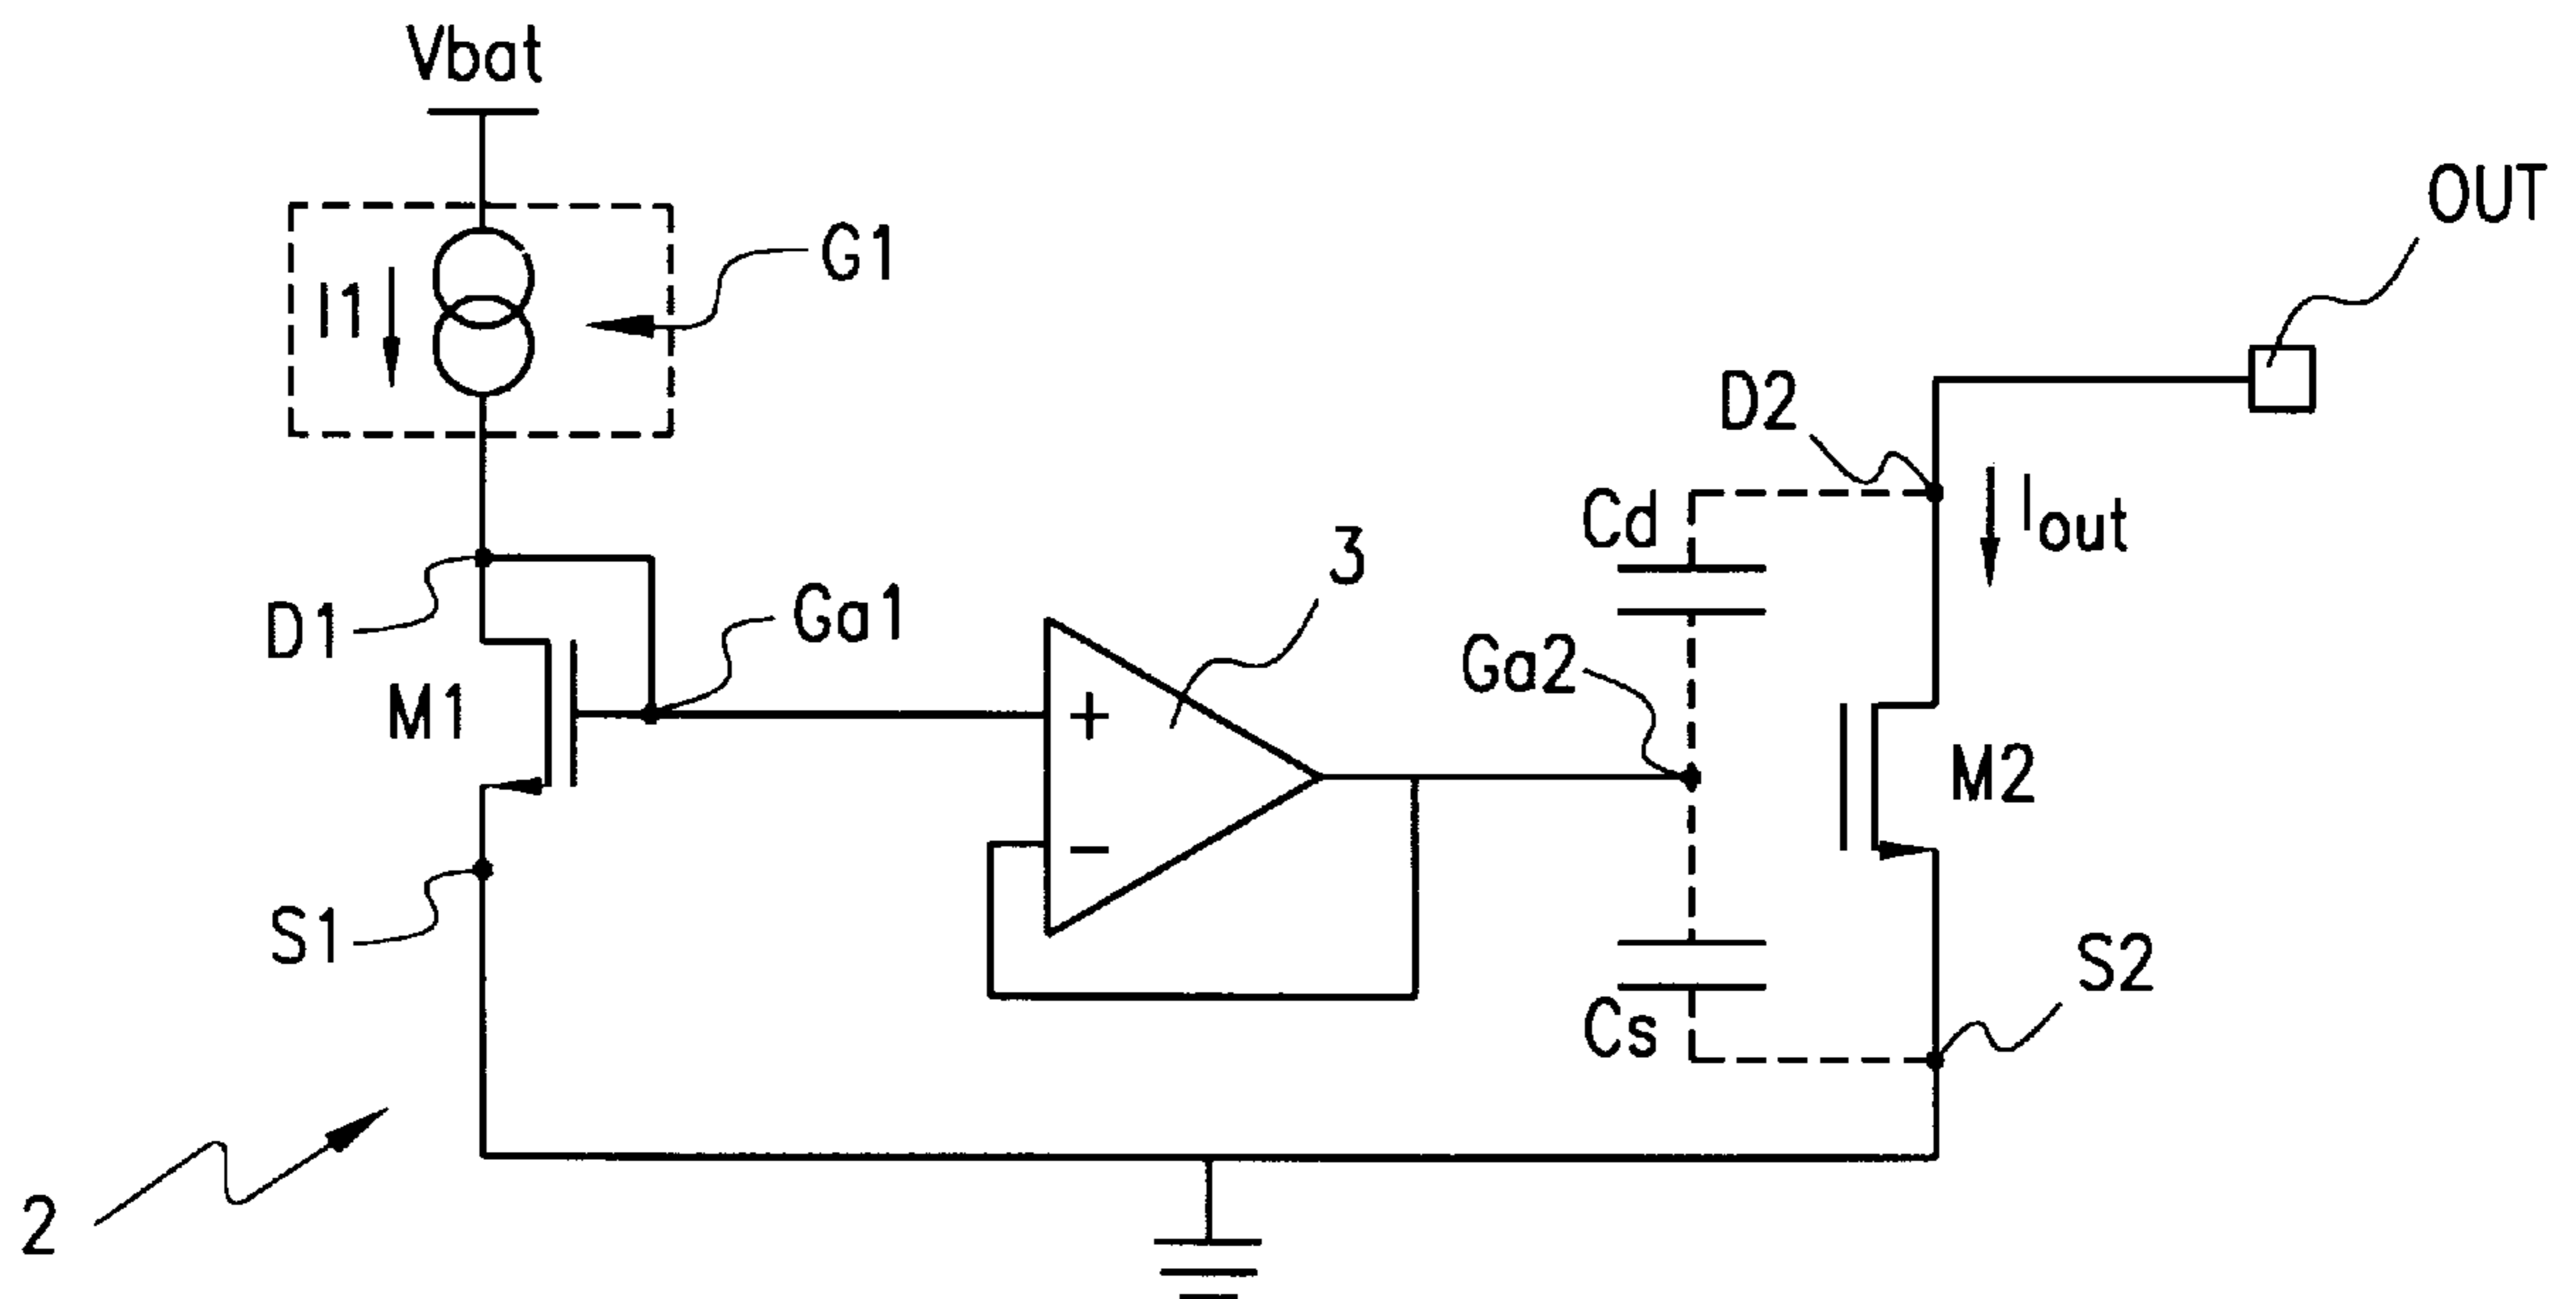 Vbat
OUT
G1
I1
D2
Cd
Iout
3
D1
Ga1
Ga2
M1
+
M2
−
S1
S2
Cs
2